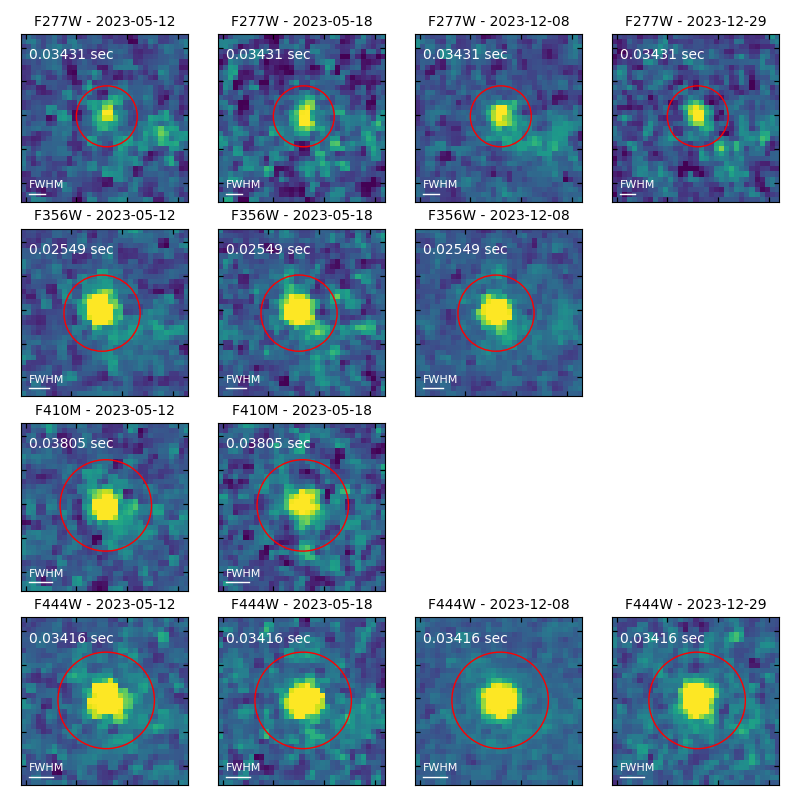 F277W - 2023-05-12
F277W - 2023-05-18
F277W - 2023-12-08
F277W - 2023-12-29
0.03431 sec
0.03431 sec
0.03431 sec
0.03431 sec
FWHM
FWHM
FWHM
FWHM
F356W - 2023-05-12
F356W - 2023-05-18
F356W - 2023-12-08
0.02549 sec
0.02549 sec
0.02549 sec
FWHM
FWHM
FWHM
F410M - 2023-05-12
F410M - 2023-05-18
0.03805 sec
0.03805 sec
FWHM
FWHM
F444W - 2023-05-12
F444W - 2023-05-18
F444W - 2023-12-08
F444W - 2023-12-29
0.03416 sec
0.03416 sec
0.03416 sec
0.03416 sec
FWHM
FWHM
FWHM
FWHM